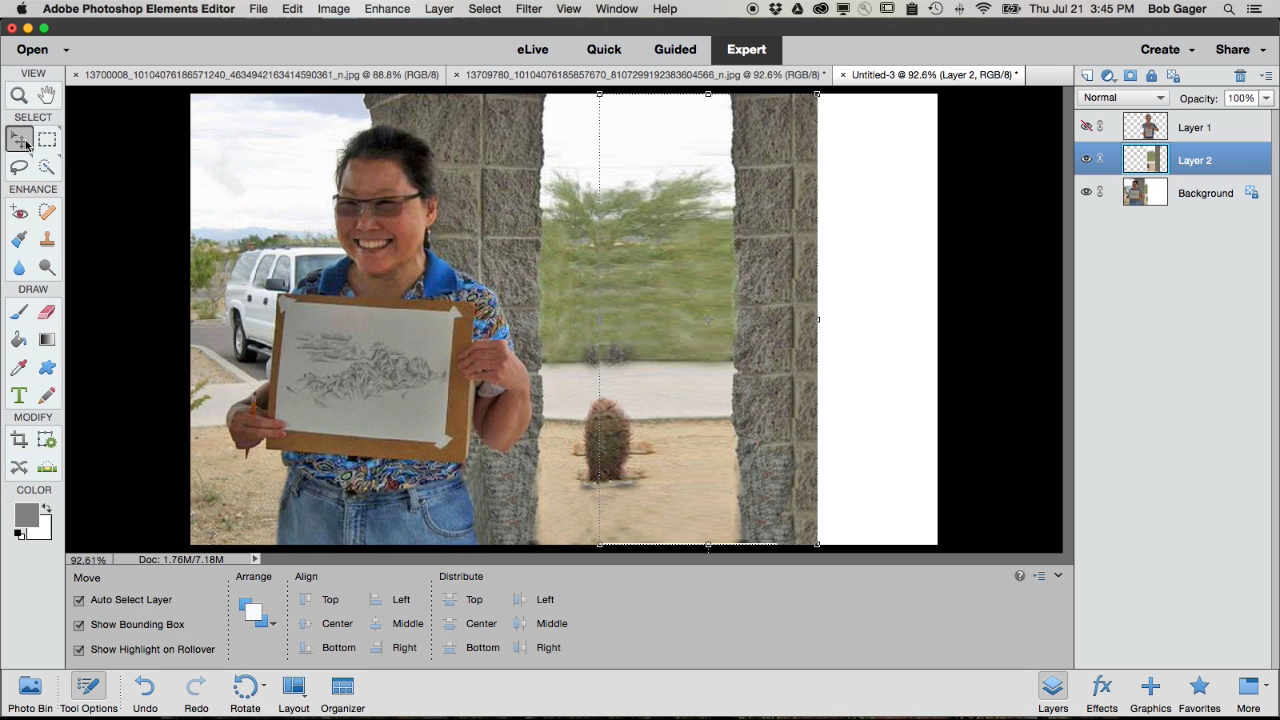 Adobe Photoshop Elements Editor File Edit Image Enhance Layer Select Filter View Window Help Thu Jul 21 3:45 PM Bob Gager
Open eLive Quick Guided Expert Create Share
VIEW × 13700008_10104076186571240_4634942163414590361_n.jpg @ 88.8% (RGB/8) × 13709780_10104076185857670_8107299192383604566_n.jpg @ 92.6% (RGB/8) * × Untitled-3 @ 92.6% (Layer 2, RGB/8) *
Normal Opacity: 100%
SELECT
Layer 1
Layer 2
ENHANCE
Background
DRAW
T
MODIFY
COLOR
92.61% Doc: 1.76M/7.18M
Move Arrange Align Distribute
Auto Select Layer Top Left Top Left
Show Bounding Box Center Middle Center Middle
Show Highlight on Rollover Bottom Right Bottom Right
fx
Photo Bin Tool Options Undo Redo Rotate Layout Organizer Layers Effects Graphics Favorites More